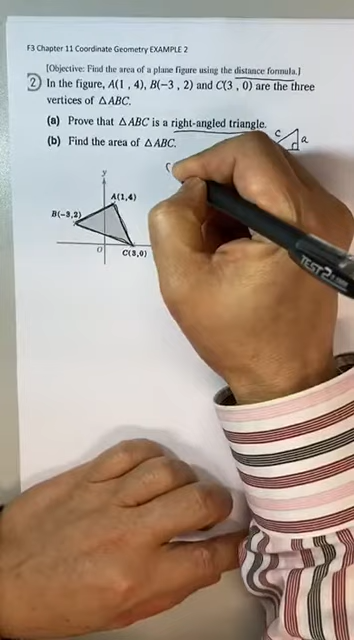 F3 Chapter 11 Coordinate Geometry EXAMPLE 2
[Objective: Find the area of a plane figure using the distance formula.]
2 In the figure, A(1 , 4), B(−3 , 2) and C(3 , 0) are the three
vertices of △ABC.
(a) Prove that △ABC is a right-angled triangle.
(b) Find the area of △ABC.
c
a
y
A(1,4)
B(−3,2)
O
C(3,0)
TEST